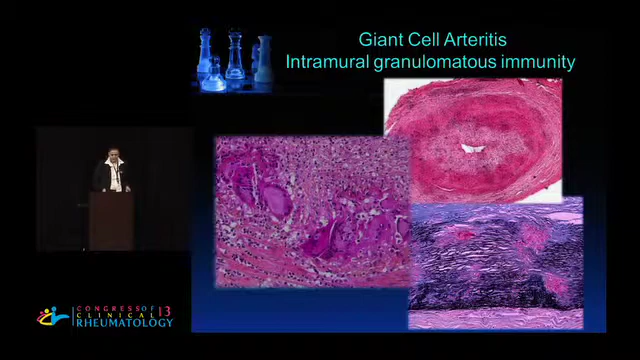 Giant Cell Arteritis
Intramural granulomatous immunity
CONGRESS OF 13
CLINICAL
RHEUMATOLOGY